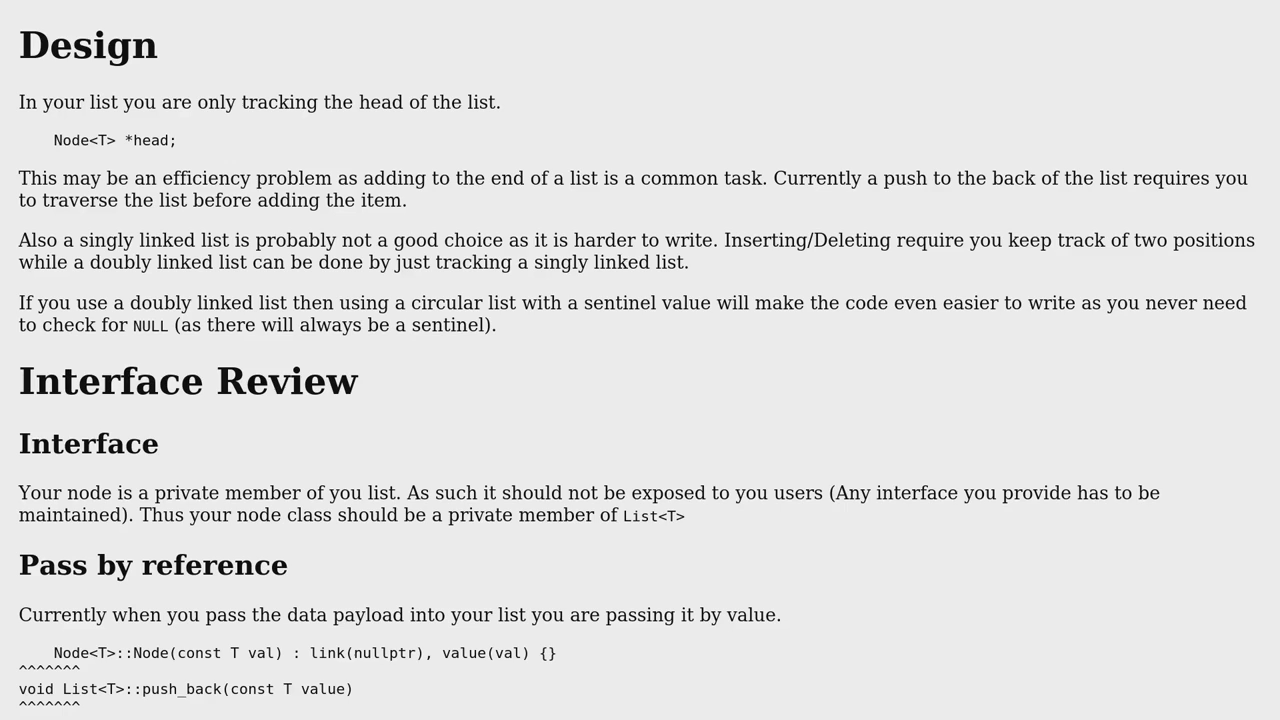 Design
In your list you are only tracking the head of the list.
Node<T> *head;
This may be an efficiency problem as adding to the end of a list is a common task. Currently a push to the back of the list requires you
to traverse the list before adding the item.
Also a singly linked list is probably not a good choice as it is harder to write. Inserting/Deleting require you keep track of two positions
while a doubly linked list can be done by just tracking a singly linked list.
If you use a doubly linked list then using a circular list with a sentinel value will make the code even easier to write as you never need
to check for NULL (as there will always be a sentinel).
Interface Review
Interface
Your node is a private member of you list. As such it should not be exposed to you users (Any interface you provide has to be
maintained). Thus your node class should be a private member of List<T>
Pass by reference
Currently when you pass the data payload into your list you are passing it by value.
Node<T>::Node(const T val) : link(nullptr), value(val) {}
^^^^^^^
void List<T>::push_back(const T value)
^^^^^^^